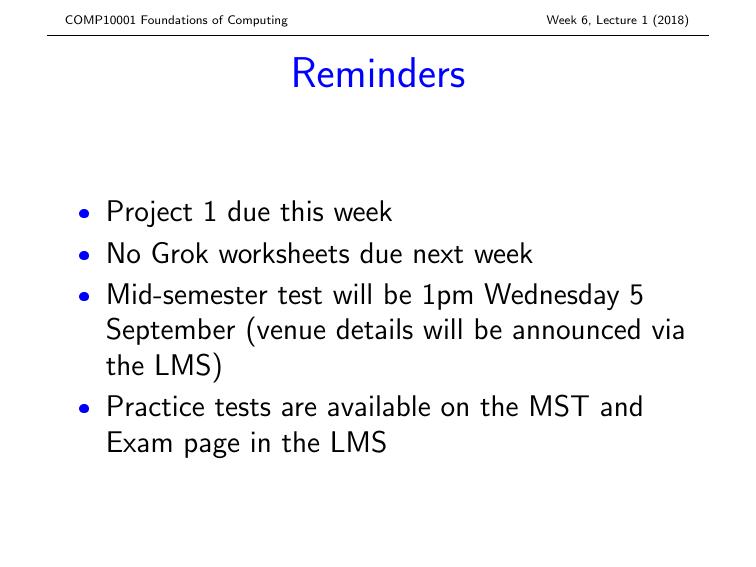 COMP10001 Foundations of Computing
Week 6, Lecture 1 (2018)
Reminders
• Project 1 due this week
• No Grok worksheets due next week
• Mid-semester test will be 1pm Wednesday 5
September (venue details will be announced via
the LMS)
• Practice tests are available on the MST and
Exam page in the LMS